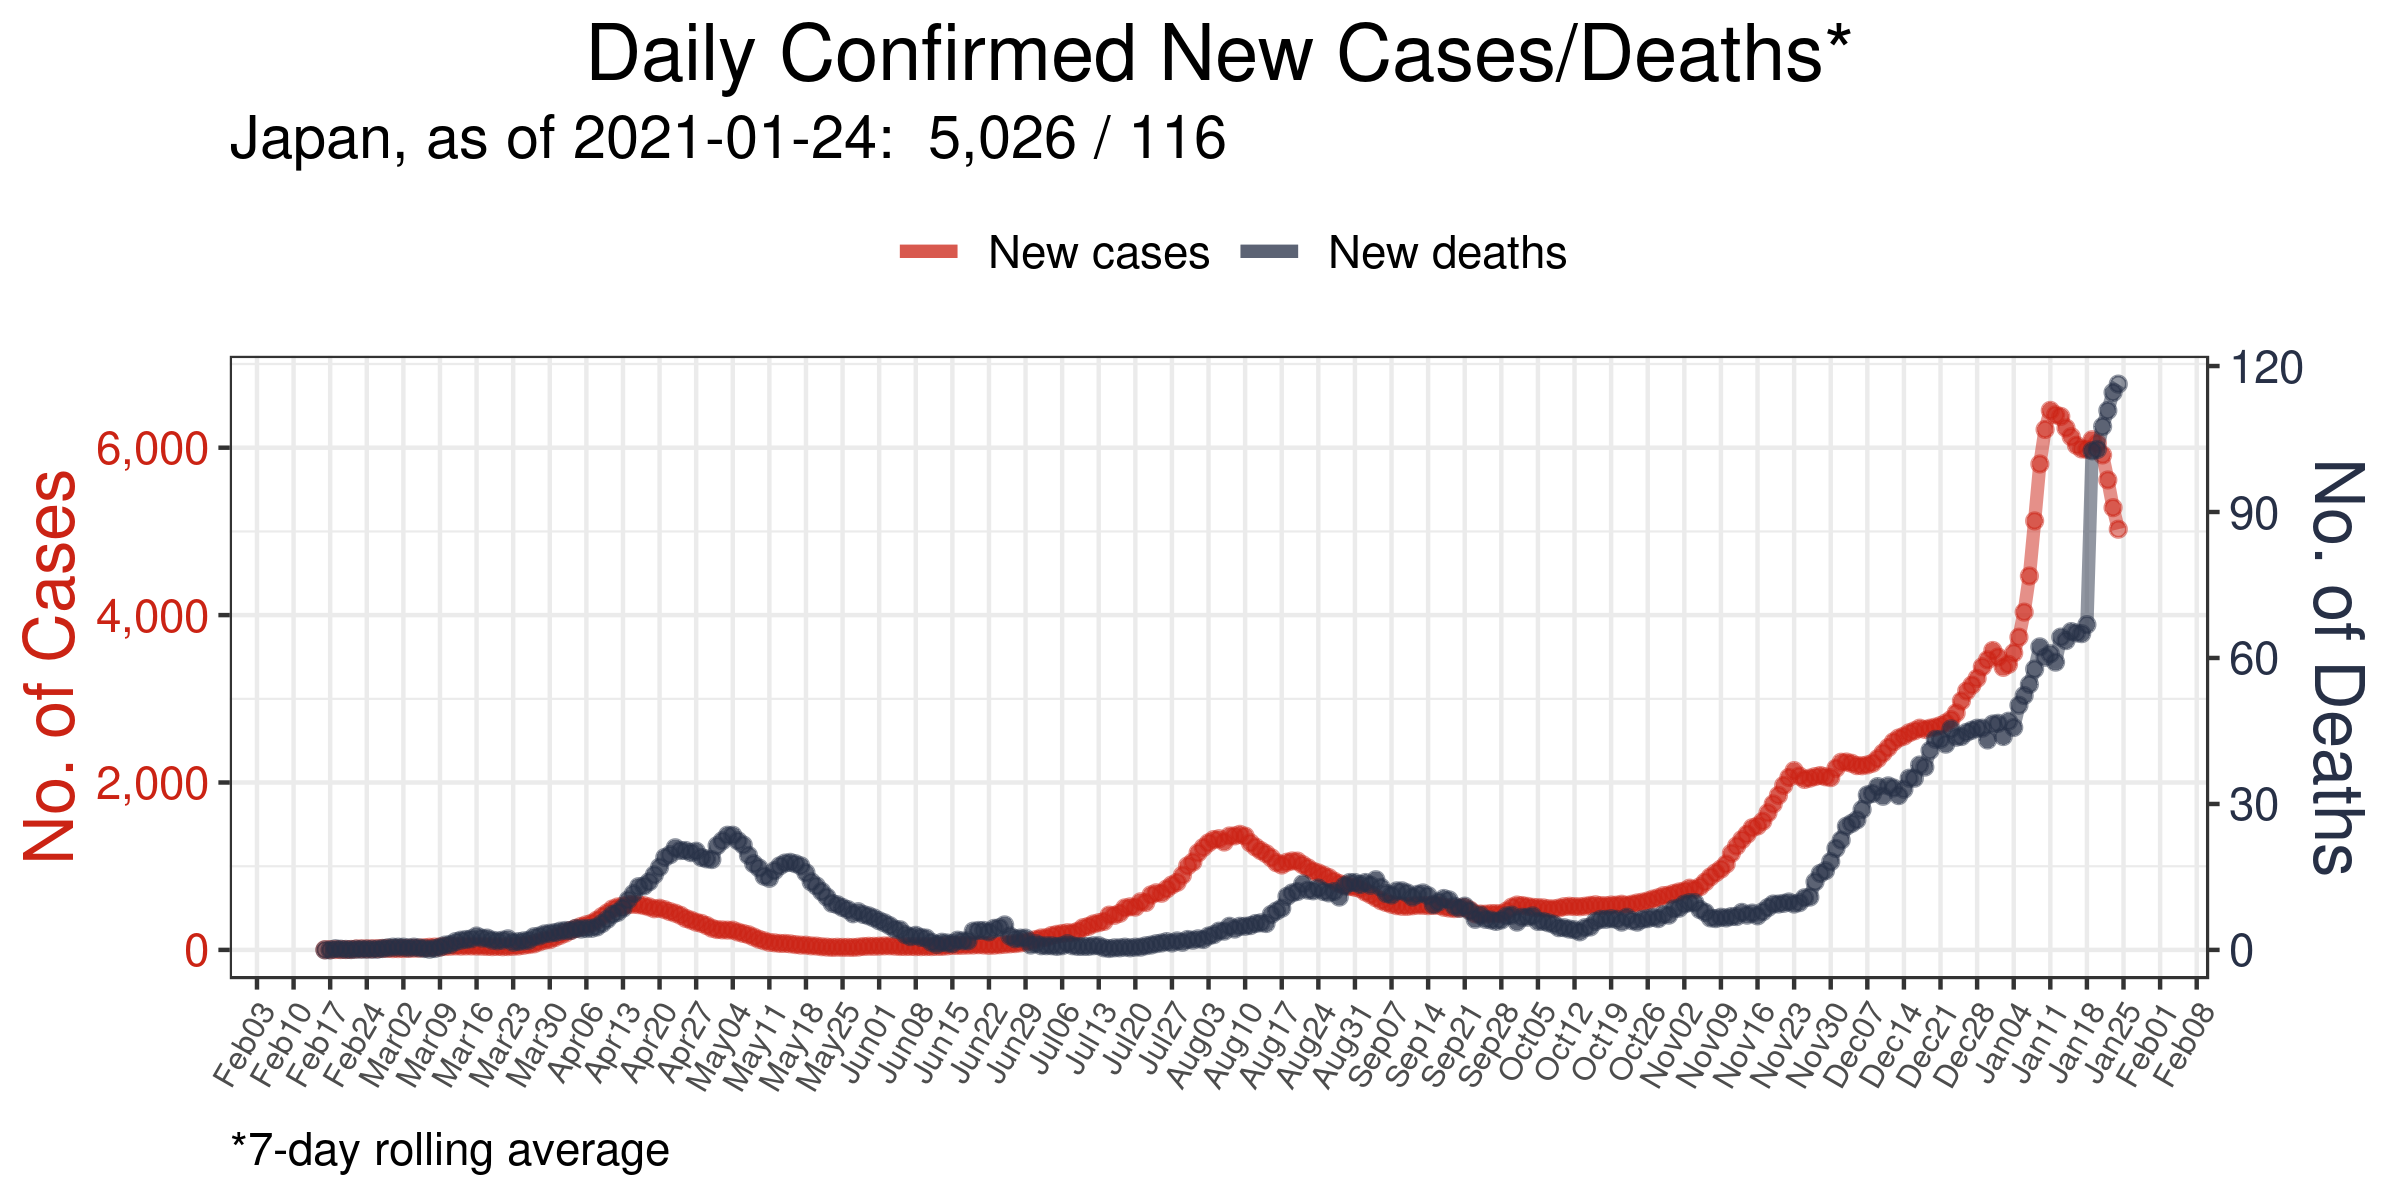 Daily Confirmed New Cases/Deaths*
Japan, as of 2021-01-24:  5,026 / 116
New cases
New deaths
No. of Cases
6,000
4,000
2,000
0
120
90
60
30
0
No. of Deaths
Feb03
Feb10
Feb17
Feb24
Mar02
Mar09
Mar16
Mar23
Mar30
Apr06
Apr13
Apr20
Apr27
May04
May11
May18
May25
Jun01
Jun08
Jun15
Jun22
Jun29
Jul06
Jul13
Jul20
Jul27
Aug03
Aug10
Aug17
Aug24
Aug31
Sep07
Sep14
Sep21
Sep28
Oct05
Oct12
Oct19
Oct26
Nov02
Nov09
Nov16
Nov23
Nov30
Dec07
Dec14
Dec21
Dec28
Jan04
Jan11
Jan18
Jan25
Feb01
Feb08
*7-day rolling average